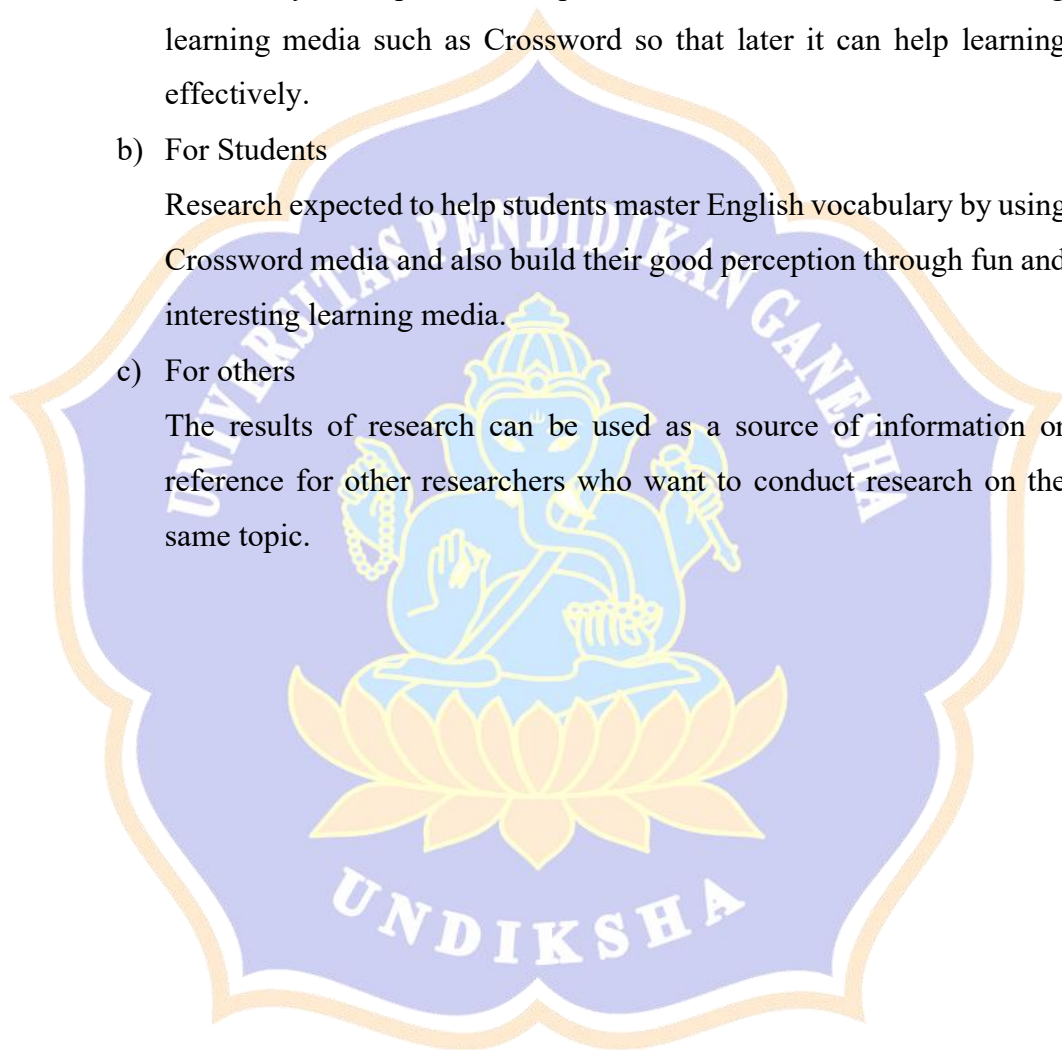 learning media such as Crossword so that later it can help learning
effectively.
b) For Students
Research expected to help students master English vocabulary by using
Crossword media and also build their good perception through fun and
interesting learning media.
c) For others
The results of research can be used as a source of information or
reference for other researchers who want to conduct research on the
same topic.
UNIVERSITAS PENDIDIKAN GANESHA
UNDIKSHA